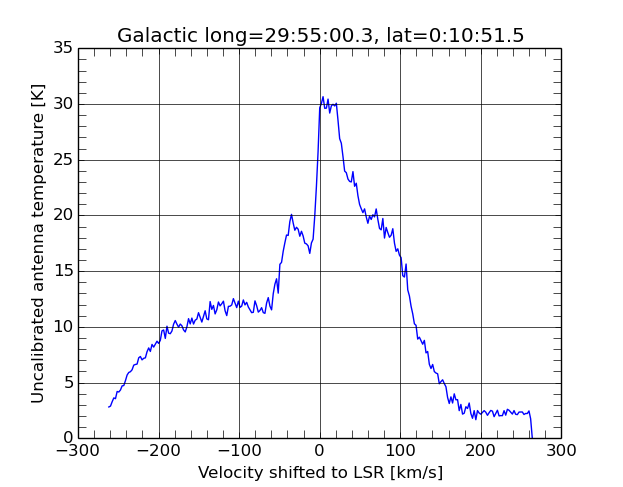 Galactic long=29:55:00.3, lat=0:10:51.5
35
30
25
20
15
10
5
0
Uncalibrated antenna temperature [K]
−300 −200 −100 0 100 200 300
Velocity shifted to LSR [km/s]